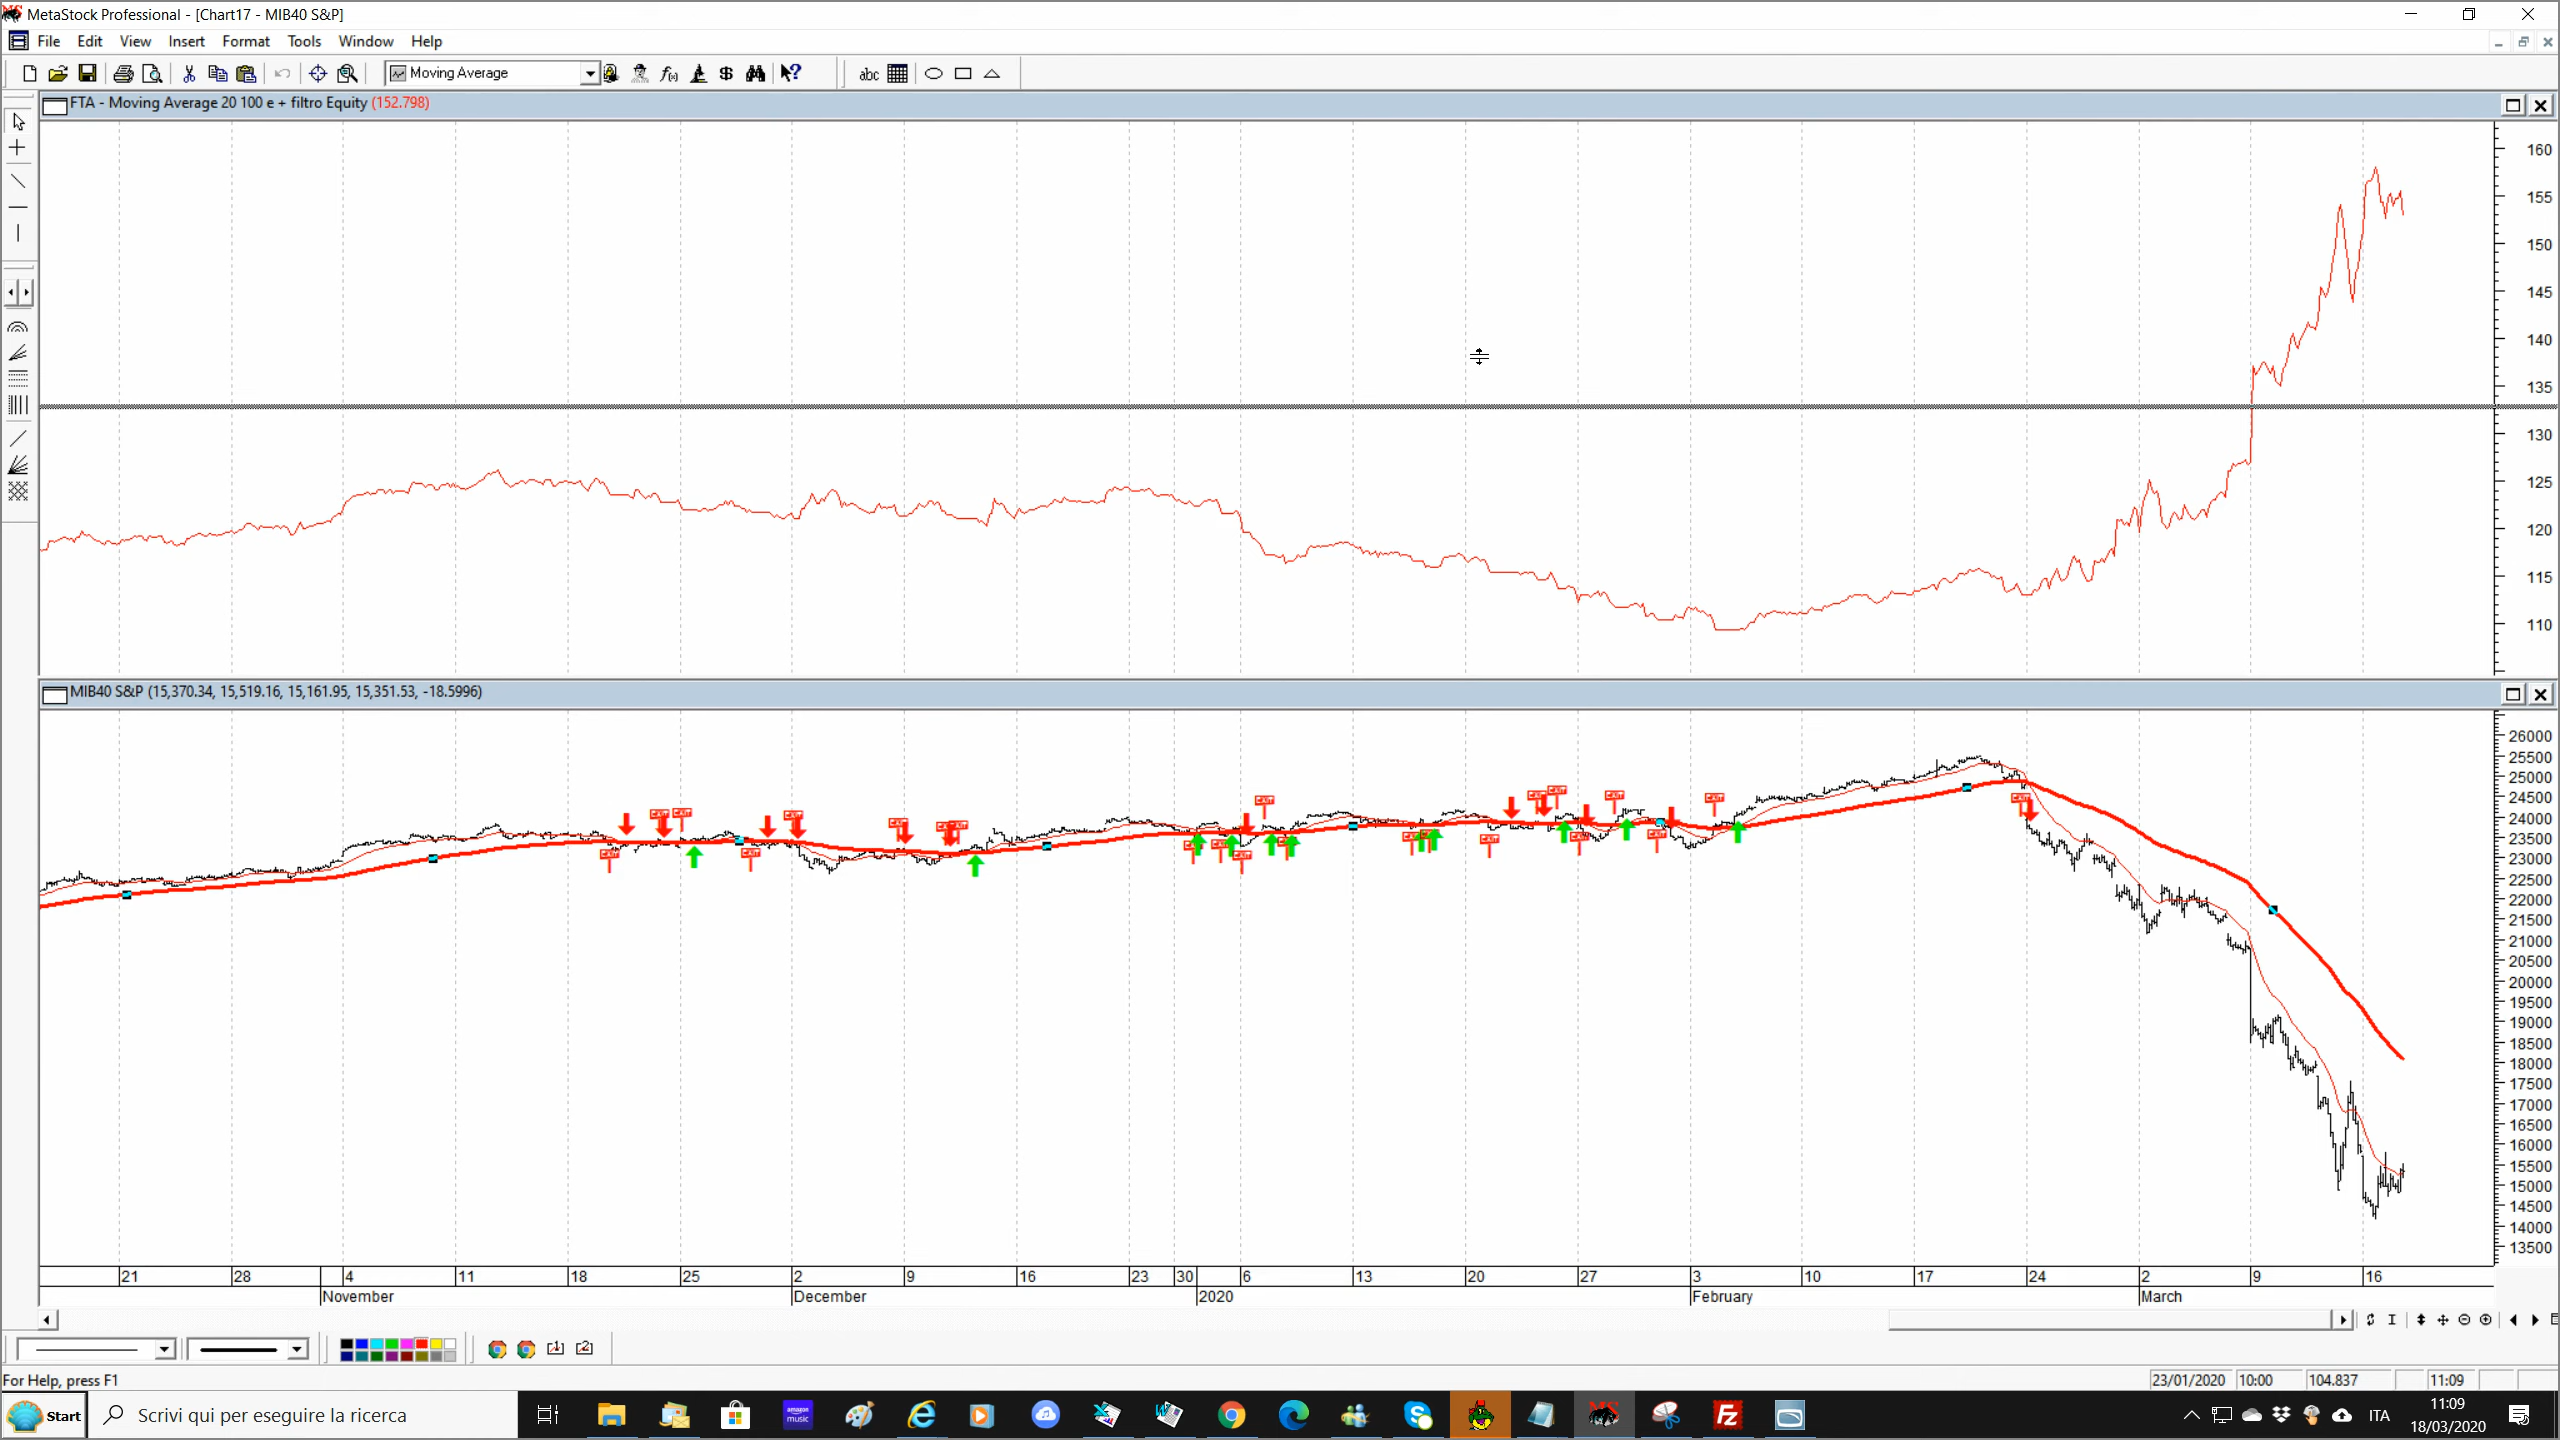 MetaStock Professional - [Chart17 - MIB40 S&P]
File Edit View Insert Format Tools Window Help
Moving Average
abc
FTA - Moving Average 20 100 e + filtro Equity (152.798)
160
155
150
145
140
135
130
125
120
115
110
MIB40 S&P (15,370.34, 15,519.16, 15,161.95, 15,351.53, -18.5996)
26000
25500
25000
24500
24000
23500
23000
22500
22000
21500
21000
20500
20000
19500
19000
18500
18000
17500
17000
16500
16000
15500
15000
14500
14000
13500
21 28 4 11 18 25 2 9 16 23 30 6 13 20 27 3 10 17 24 2 9 16
November December 2020 February March
For Help, press F1
23/01/2020 10:00 104.837 11:09
Start
Scrivi qui per eseguire la ricerca
amazon music
ITA
11:09
18/03/2020